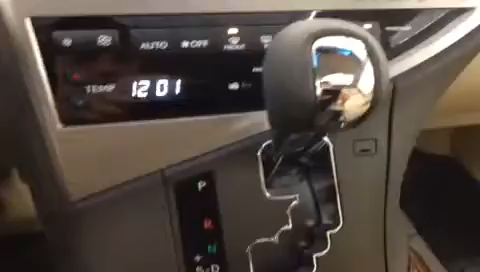 AUTO OFF FRONT
TEMP 12 01
P
R
N
+ S-D